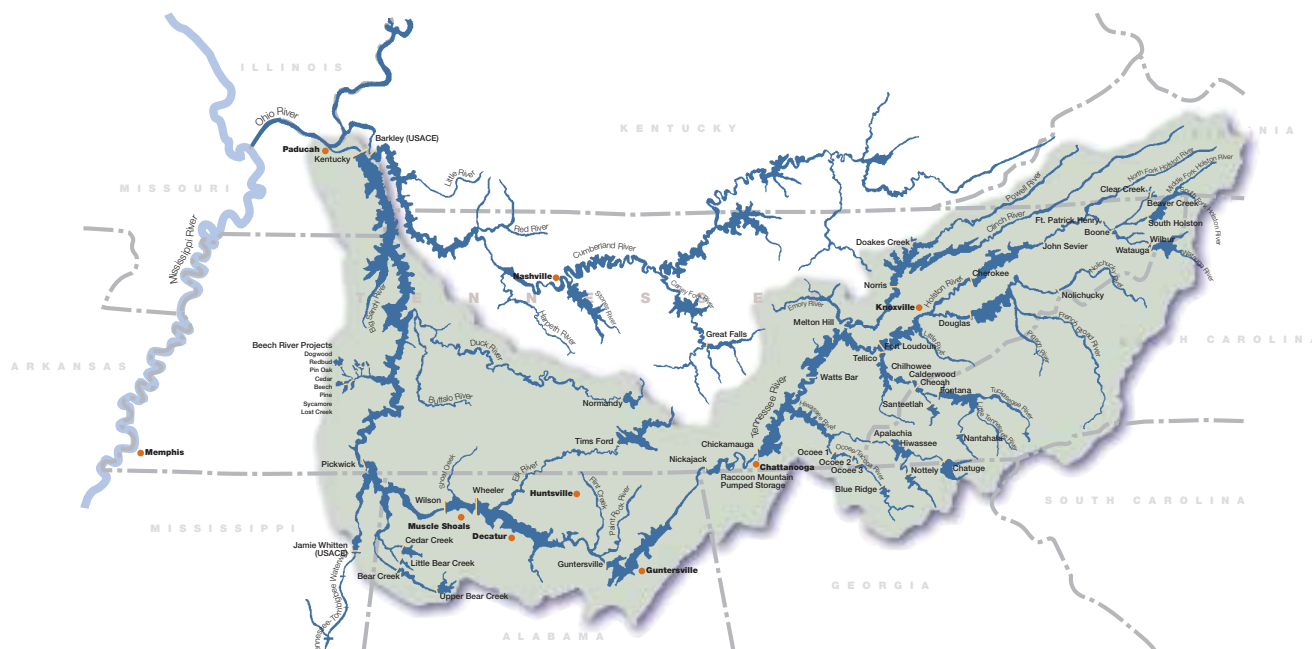 ILLINOIS
Ohio River
Paducah
Kentucky
Barkley (USACE)
KENTUCKY
MISSOURI
Mississippi River
Little River
Red River
Cumberland River
Nashville
TENNESSEE
Stones River
Harpeth River
Caney Fork River
Great Falls
Big Sandy River
Duck River
Buffalo River
Normandy
Beech River Projects
Dogwood
Redbud
Pin Oak
Cedar
Beech
Pine
Sycamore
Lost Creek
ARKANSAS
Memphis
MISSISSIPPI
Pickwick
Shoal Creek
Elk River
Tims Ford
Wilson
Wheeler
Muscle Shoals
Decatur
Huntsville
Flint Creek
Paint Rock River
Jamie Whitten
(USACE)
Cedar Creek
Little Bear Creek
Bear Creek
Upper Bear Creek
Guntersville
Guntersville
ALABAMA
Nickajack
Chickamauga
Chattanooga
Raccoon Mountain
Pumped Storage
Tennessee River
Watts Bar
Hiwassee River
Emory River
Melton Hill
Norris
Doakes Creek
Knoxville
Powell River
Clinch River
Holston River
North Fork Holston River
Middle Fork Holston River
Clear Creek
Beaver Creek
Ft. Patrick Henry
Boone
South Holston
Wilbur
Watauga
Watauga River
John Sevier
Cherokee
Nolichucky River
Nolichucky
Douglas
French Broad River
Pigeon River
Fort Loudoun
Little River
Tellico
Chilhowee
Calderwood
Cheoah
Fontana
Santeetlah
Tuckasegee River
Little Tennessee River
Nantahala
Apalachia
Hiwassee
Ocoee 1
Ocoee 2
Ocoee 3
Ocoee/Toccoa River
Nottely
Chatuge
Blue Ridge
SOUTH CAROLINA
GEORGIA